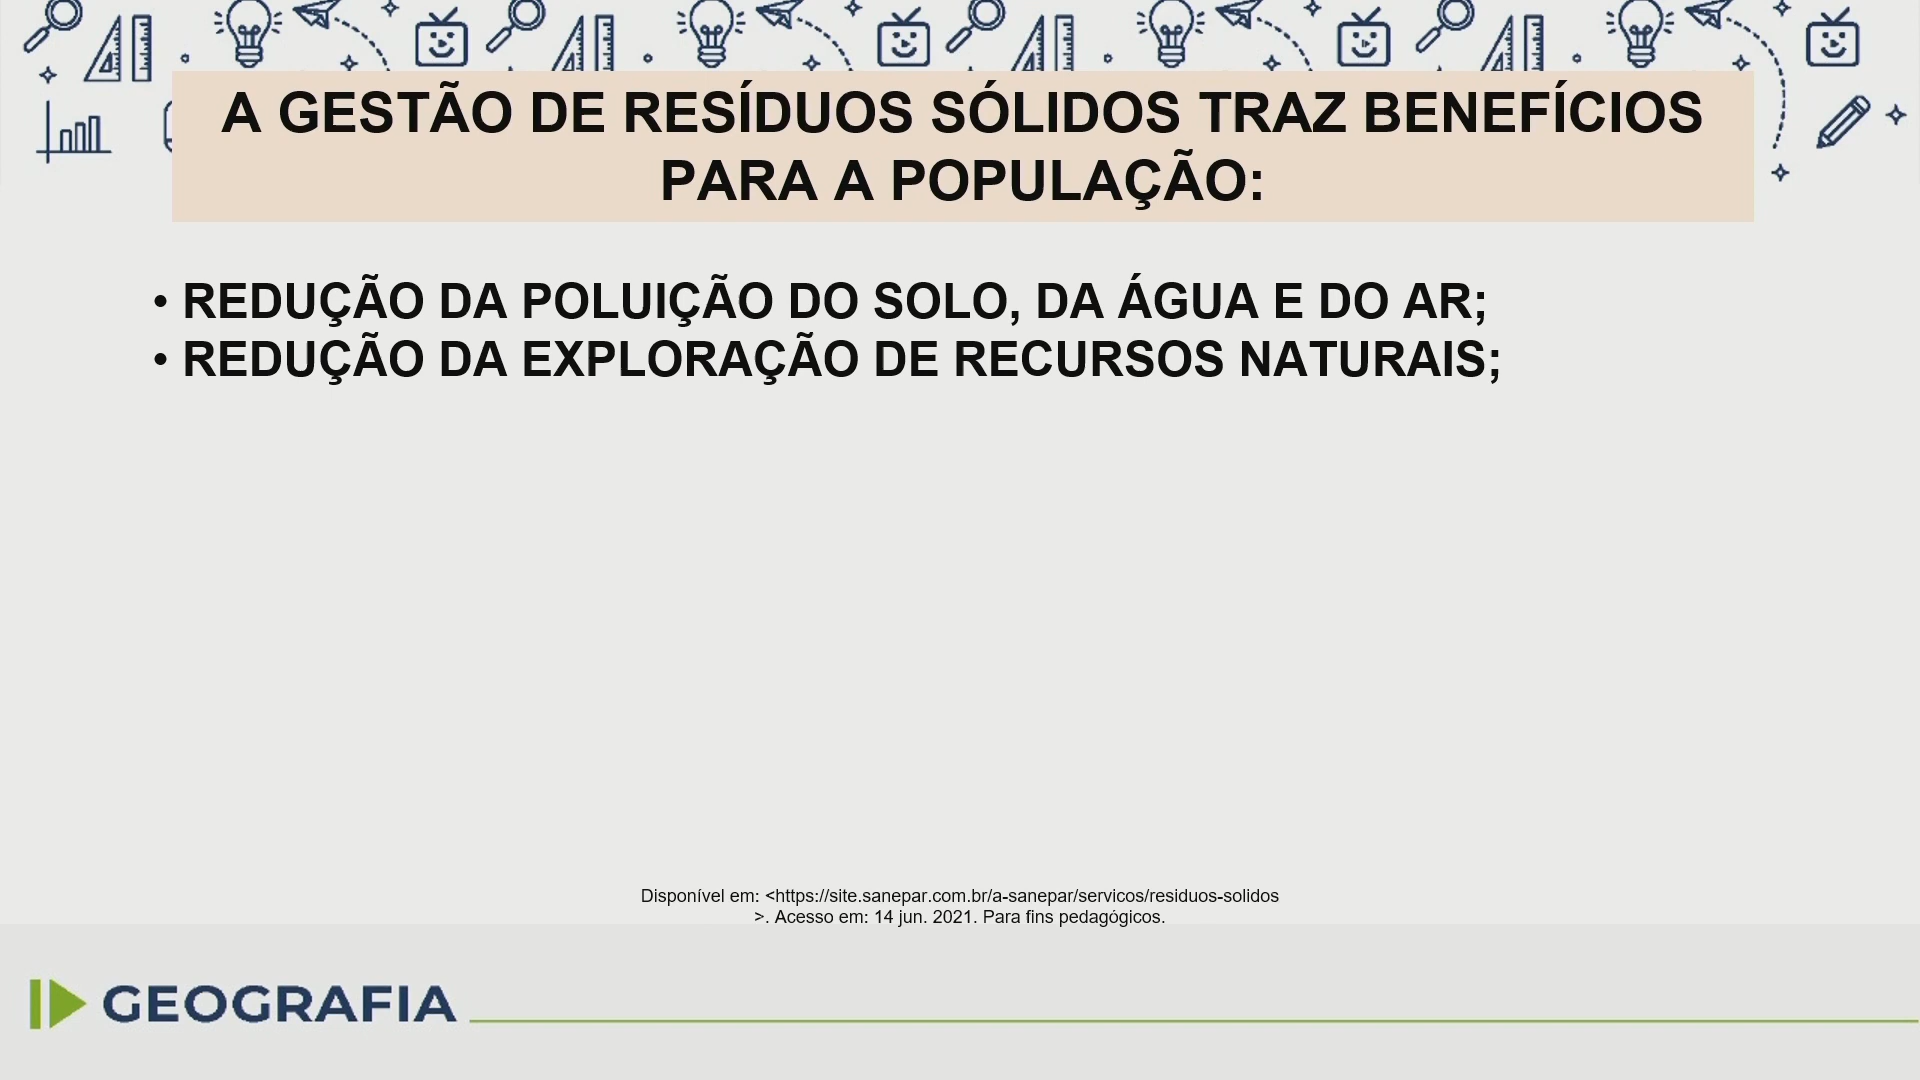 A GESTÃO DE RESÍDUOS SÓLIDOS TRAZ BENEFÍCIOS
PARA A POPULAÇÃO:
• REDUÇÃO DA POLUIÇÃO DO SOLO, DA ÁGUA E DO AR;
• REDUÇÃO DA EXPLORAÇÃO DE RECURSOS NATURAIS;
Disponível em: <https://site.sanepar.com.br/a-sanepar/servicos/residuos-solidos
>. Acesso em: 14 jun. 2021. Para fins pedagógicos.
GEOGRAFIA